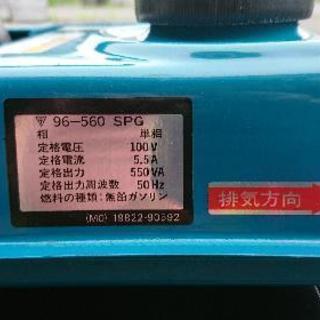 96-560 SPG
相 単相
定格電圧 100V
定格電流 5.5A
定格出力 550VA
定格出力周波数 50Hz
燃料の種類:無鉛ガソリン
(MO) 18822-90592
排気方向